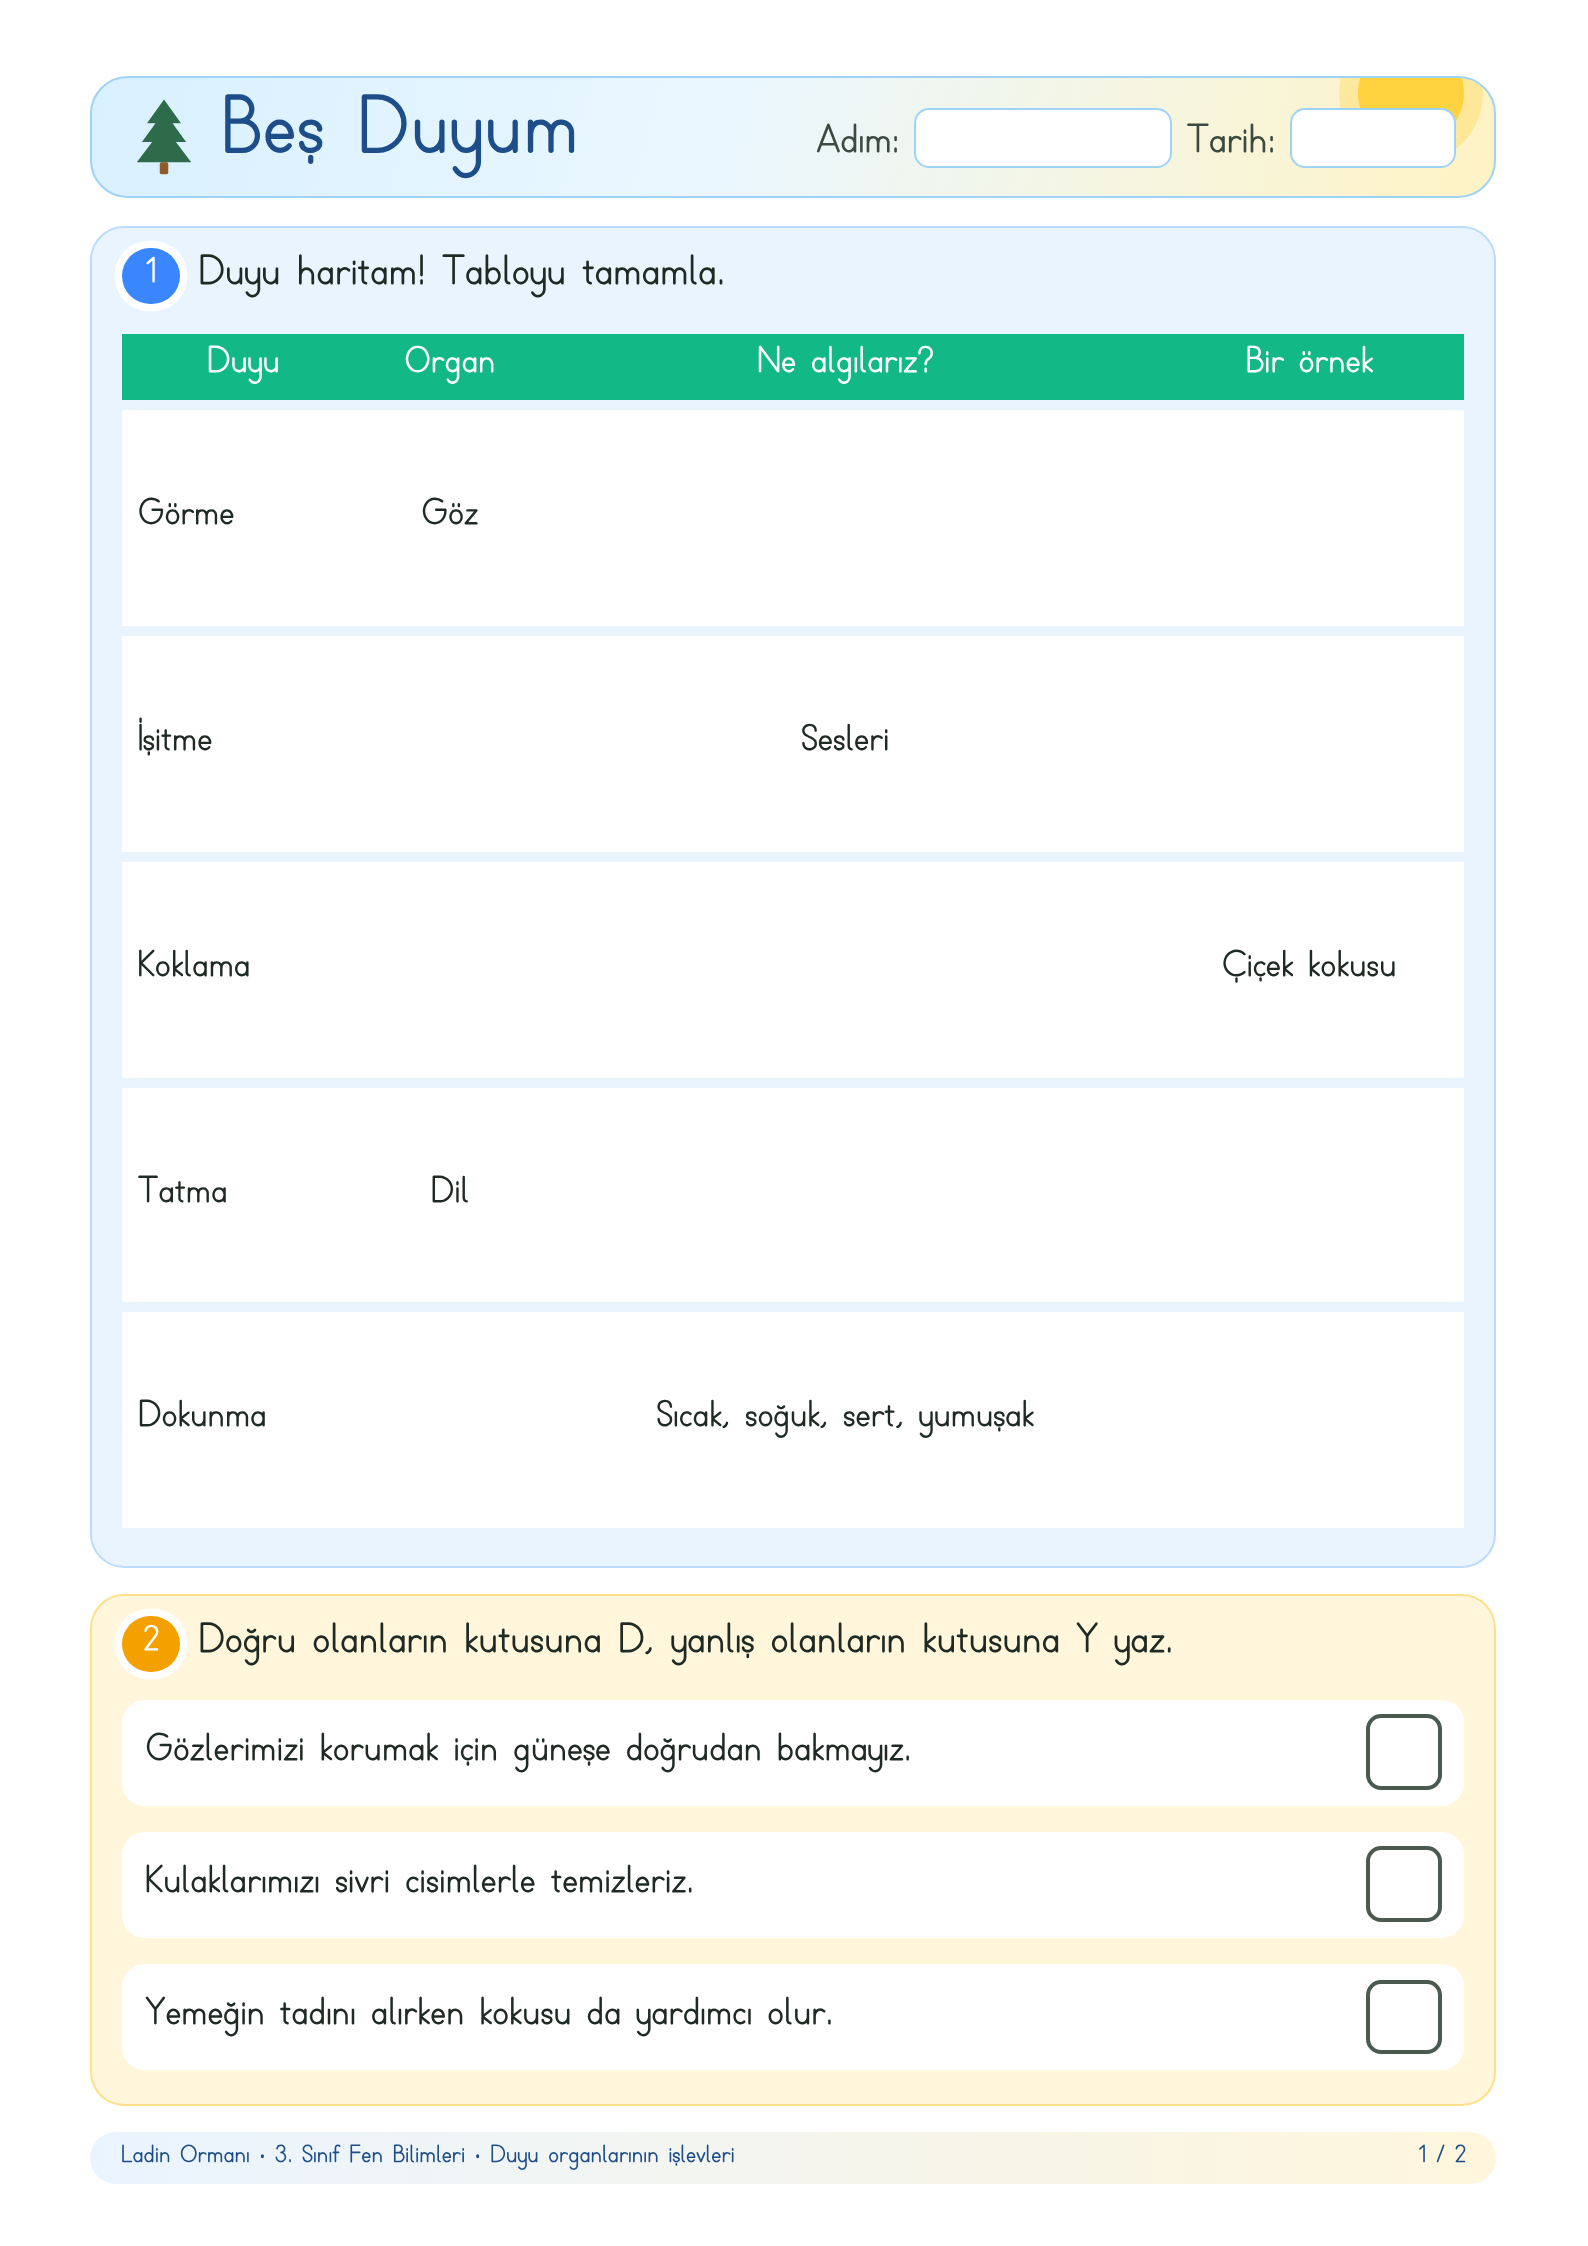 Beş Duyum
Adım:
Tarih:
1 Duyu haritam! Tabloyu tamamla.
Duyu Organ Ne algılarız? Bir örnek
Görme Göz
İşitme Sesleri
Koklama Çiçek kokusu
Tatma Dil
Dokunma Sıcak, soğuk, sert, yumuşak
2 Doğru olanların kutusuna D, yanlış olanların kutusuna Y yaz.
Gözlerimizi korumak için güneşe doğrudan bakmayız.
Kulaklarımızı sivri cisimlerle temizleriz.
Yemeğin tadını alırken kokusu da yardımcı olur.
Ladin Ormanı • 3. Sınıf Fen Bilimleri • Duyu organlarının işlevleri 1 / 2